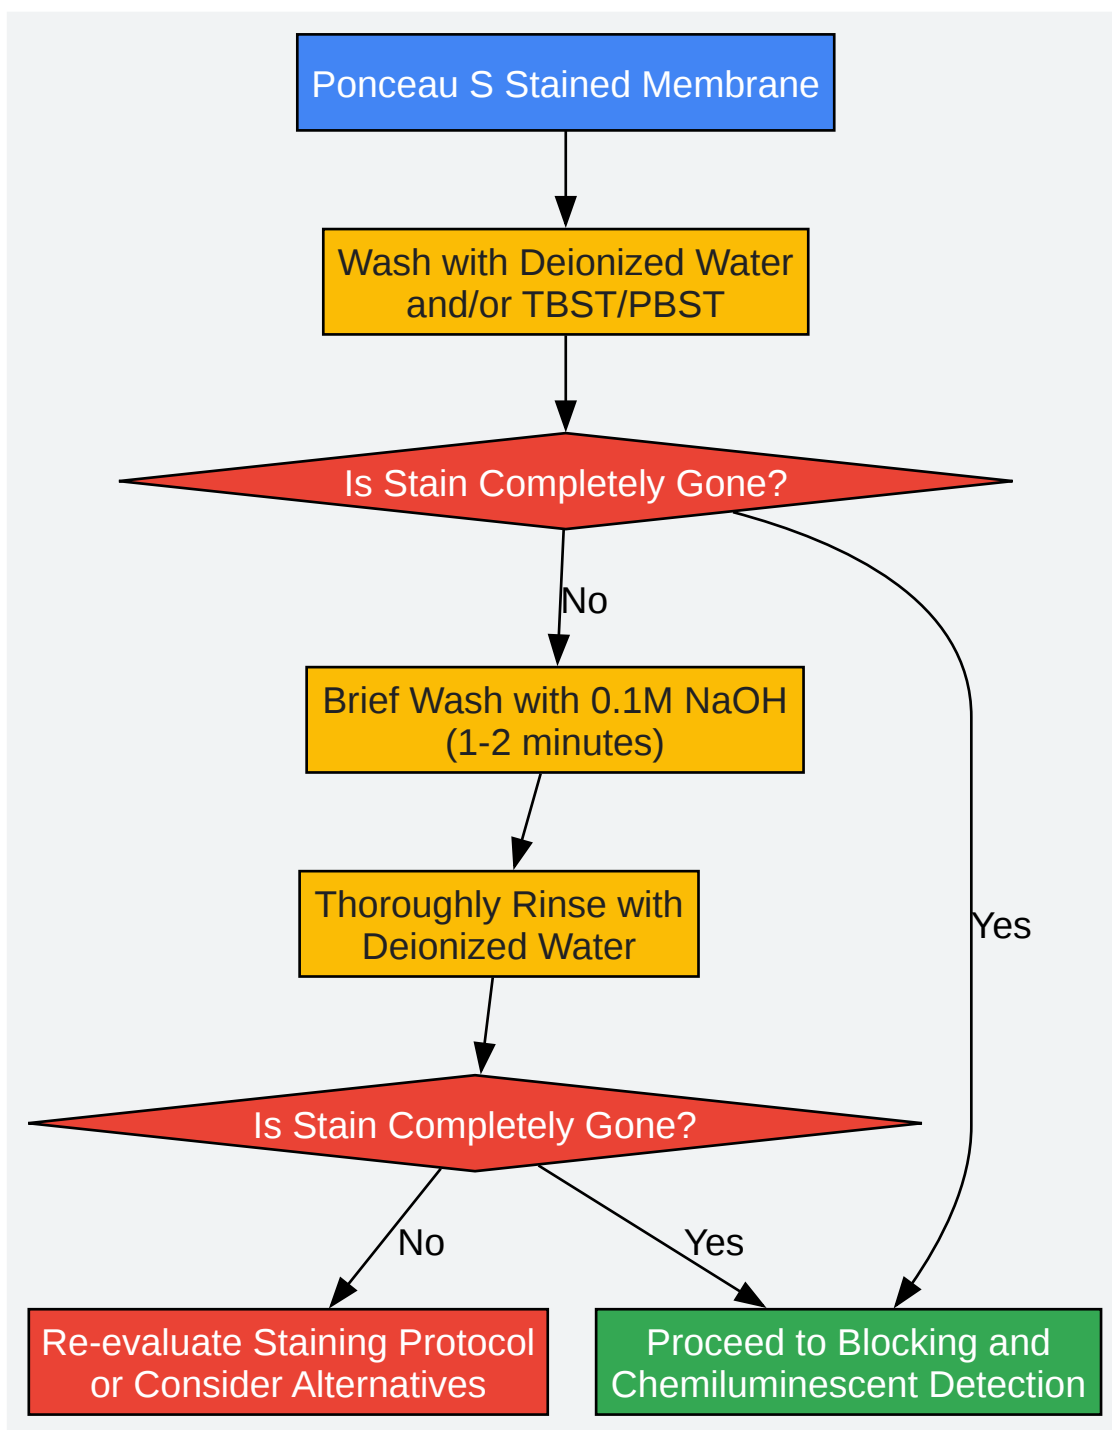 Ponceau S Stained Membrane
Wash with Deionized Water
and/or TBST/PBST
Is Stain Completely Gone?
No
Brief Wash with 0.1M NaOH
(1-2 minutes)
Thoroughly Rinse with
Deionized Water
Yes
Is Stain Completely Gone?
No
Yes
Re-evaluate Staining Protocol
or Consider Alternatives
Proceed to Blocking and
Chemiluminescent Detection